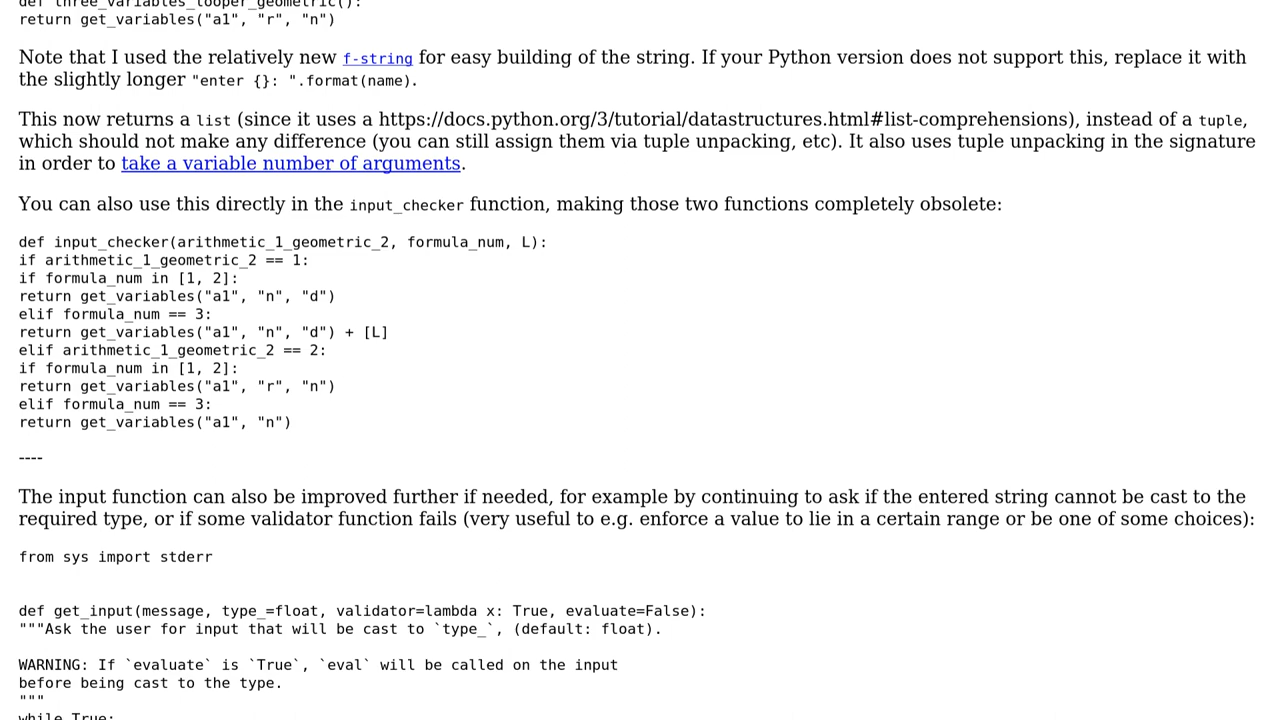 def three_variables_looper_geometric():
return get_variables("a1", "r", "n")
Note that I used the relatively new f-string for easy building of the string. If your Python version does not support this, replace it with
the slightly longer "enter {}: ".format(name).
This now returns a list (since it uses a https://docs.python.org/3/tutorial/datastructures.html#list-comprehensions), instead of a tuple,
which should not make any difference (you can still assign them via tuple unpacking, etc). It also uses tuple unpacking in the signature
in order to take a variable number of arguments.
You can also use this directly in the input_checker function, making those two functions completely obsolete:
def input_checker(arithmetic_1_geometric_2, formula_num, L):
if arithmetic_1_geometric_2 == 1:
if formula_num in [1, 2]:
return get_variables("a1", "n", "d")
elif formula_num == 3:
return get_variables("a1", "n", "d") + [L]
elif arithmetic_1_geometric_2 == 2:
if formula_num in [1, 2]:
return get_variables("a1", "r", "n")
elif formula_num == 3:
return get_variables("a1", "n")
----
The input function can also be improved further if needed, for example by continuing to ask if the entered string cannot be cast to the
required type, or if some validator function fails (very useful to e.g. enforce a value to lie in a certain range or be one of some choices):
from sys import stderr
def get_input(message, type_=float, validator=lambda x: True, evaluate=False):
"""Ask the user for input that will be cast to `type_`, (default: float).
WARNING: If `evaluate` is `True`, `eval` will be called on the input
before being cast to the type.
"""
while True: